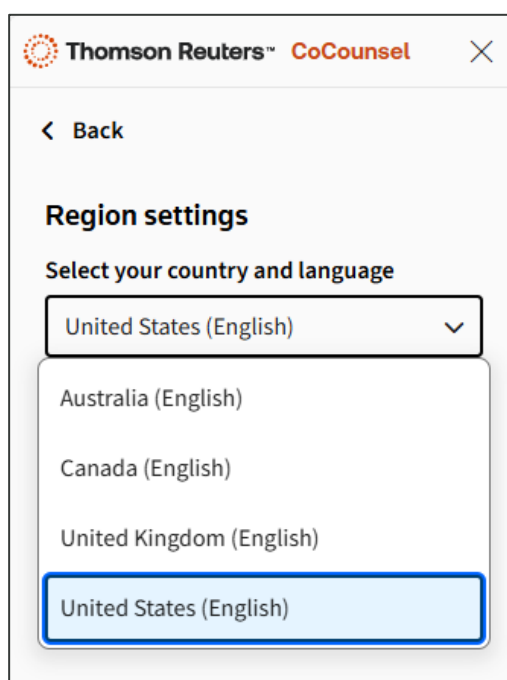 Thomson Reuters™ CoCounsel
Back
Region settings
Select your country and language
United States (English)
Australia (English)
Canada (English)
United Kingdom (English)
United States (English)